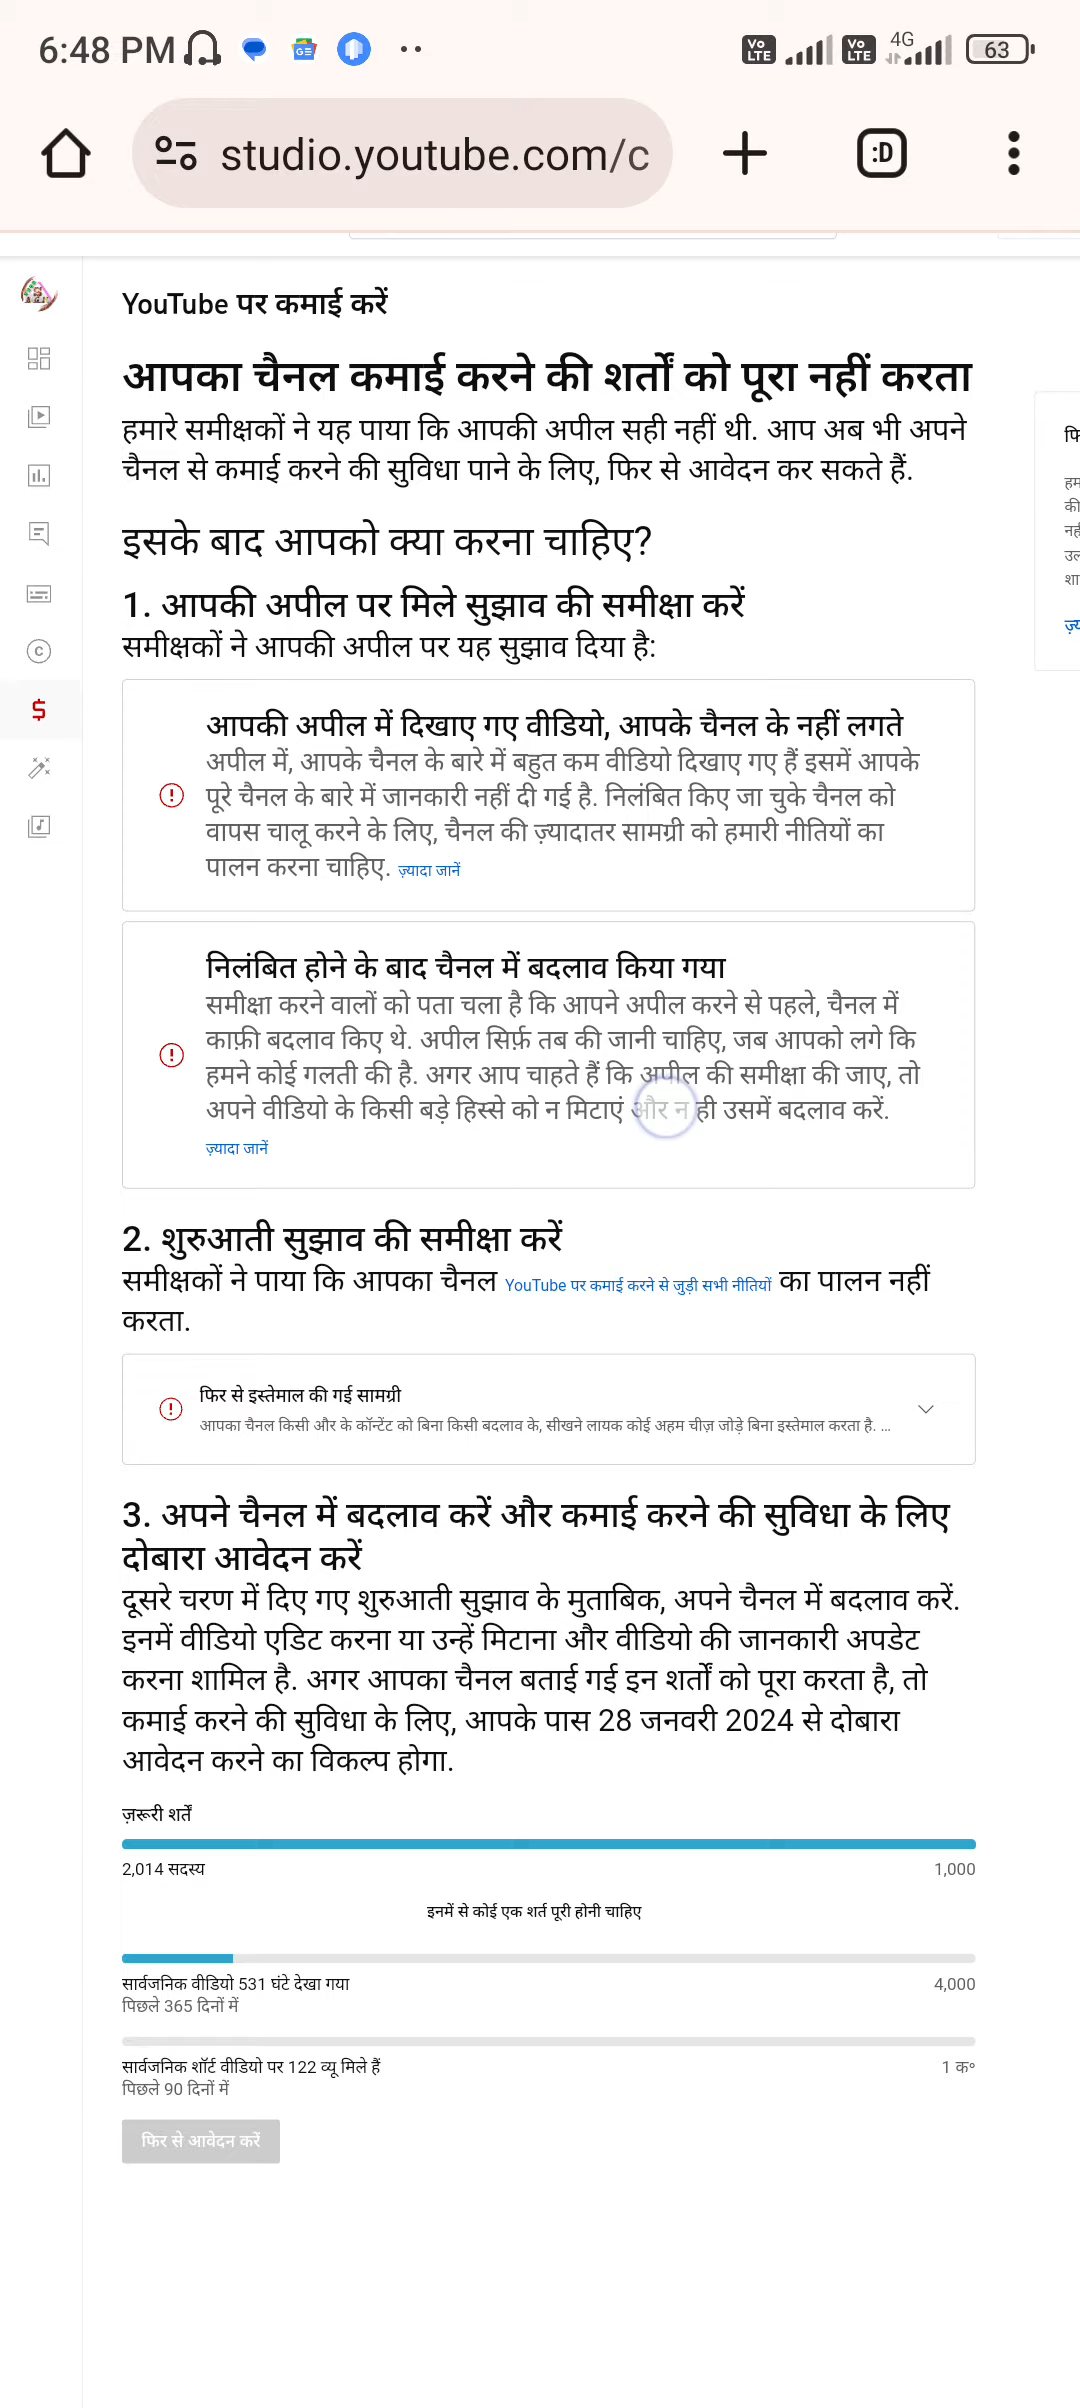 6:48 PM
Vo LTE
Vo LTE
4G
63
studio.youtube.com/c
:D
YouTube पर कमाई करें
आपका चैनल कमाई करने की शर्तों को पूरा नहीं करता
हमारे समीक्षकों ने यह पाया कि आपकी अपील सही नहीं थी. आप अब भी अपने
चैनल से कमाई करने की सुविधा पाने के लिए, फिर से आवेदन कर सकते हैं.
इसके बाद आपको क्या करना चाहिए?
1. आपकी अपील पर मिले सुझाव की समीक्षा करें
समीक्षकों ने आपकी अपील पर यह सुझाव दिया है:
आपकी अपील में दिखाए गए वीडियो, आपके चैनल के नहीं लगते
अपील में, आपके चैनल के बारे में बहुत कम वीडियो दिखाए गए हैं इसमें आपके
पूरे चैनल के बारे में जानकारी नहीं दी गई है. निलंबित किए जा चुके चैनल को
वापस चालू करने के लिए, चैनल की ज़्यादातर सामग्री को हमारी नीतियों का
पालन करना चाहिए. ज़्यादा जानें
निलंबित होने के बाद चैनल में बदलाव किया गया
समीक्षा करने वालों को पता चला है कि आपने अपील करने से पहले, चैनल में
काफ़ी बदलाव किए थे. अपील सिर्फ़ तब की जानी चाहिए, जब आपको लगे कि
हमने कोई गलती की है. अगर आप चाहते हैं कि अपील की समीक्षा की जाए, तो
अपने वीडियो के किसी बड़े हिस्से को न मिटाएं और न ही उसमें बदलाव करें.
ज़्यादा जानें
2. शुरुआती सुझाव की समीक्षा करें
समीक्षकों ने पाया कि आपका चैनल YouTube पर कमाई करने से जुड़ी सभी नीतियों का पालन नहीं
करता.
फिर से इस्तेमाल की गई सामग्री
आपका चैनल किसी और के कॉन्टेंट को बिना किसी बदलाव के, सीखने लायक कोई अहम चीज़ जोड़े बिना इस्तेमाल करता है. ...
3. अपने चैनल में बदलाव करें और कमाई करने की सुविधा के लिए
दोबारा आवेदन करें
दूसरे चरण में दिए गए शुरुआती सुझाव के मुताबिक, अपने चैनल में बदलाव करें.
इनमें वीडियो एडिट करना या उन्हें मिटाना और वीडियो की जानकारी अपडेट
करना शामिल है. अगर आपका चैनल बताई गई इन शर्तों को पूरा करता है, तो
कमाई करने की सुविधा के लिए, आपके पास 28 जनवरी 2024 से दोबारा
आवेदन करने का विकल्प होगा.
ज़रूरी शर्तें
2,014 सदस्य 1,000
इनमें से कोई एक शर्त पूरी होनी चाहिए
सार्वजनिक वीडियो 531 घंटे देखा गया 4,000
पिछले 365 दिनों में
सार्वजनिक शॉर्ट वीडियो पर 122 व्यू मिले हैं 1 क॰
पिछले 90 दिनों में
फिर से आवेदन करें